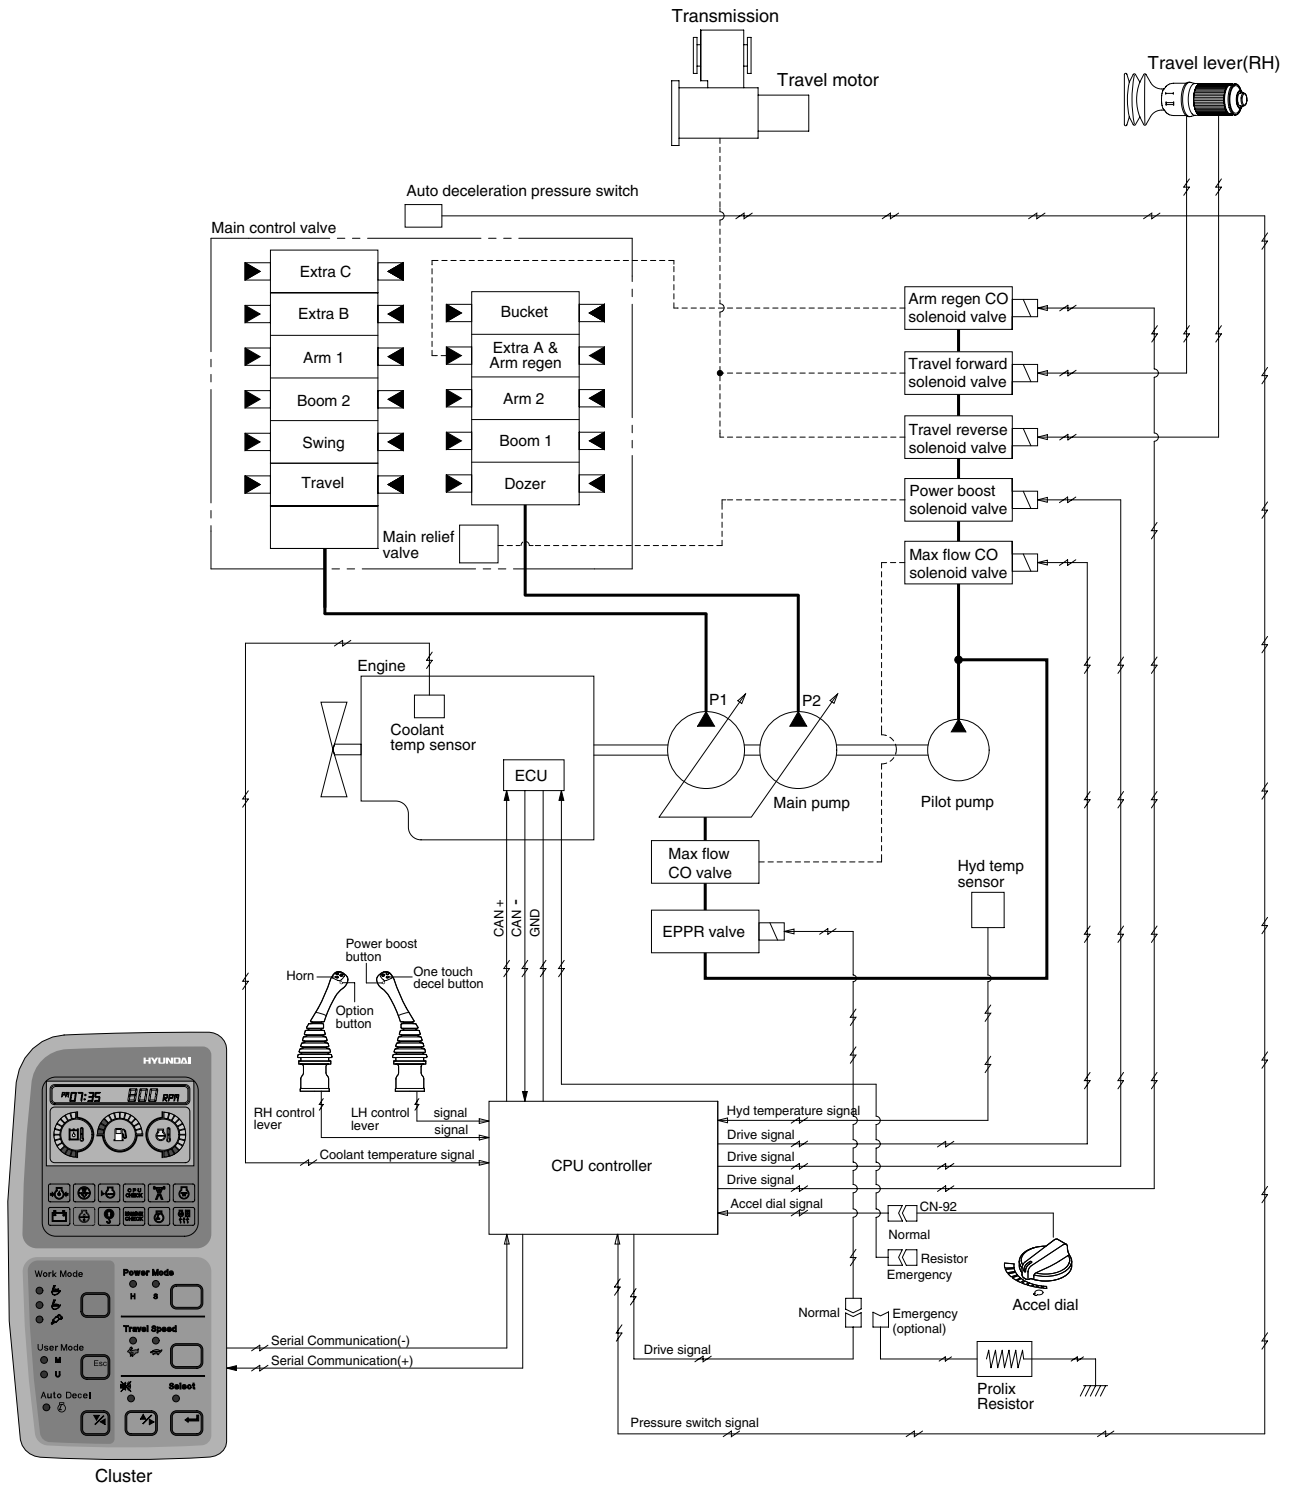 Transmission
Travel motor
Travel lever(RH)
I
II
Auto deceleration pressure switch
Main control valve
Extra C
Extra B
Arm 1
Boom 2
Swing
Travel
Bucket
Extra A &
Arm regen
Arm 2
Boom 1
Dozer
Main relief
valve
Arm regen CO
solenoid valve
Travel forward
solenoid valve
Travel reverse
solenoid valve
Power boost
solenoid valve
Max flow CO
solenoid valve
Engine
Coolant
temp sensor
ECU
P1
P2
Main pump
Pilot pump
Max flow
CO valve
EPPR valve
Hyd temp
sensor
CAN +
CAN -
GND
Power boost
button
Horn
One touch
decel button
Option
button
RH control
lever
LH control
lever
signal
signal
Coolant temperature signal
CPU controller
Hyd temperature signal
Drive signal
Drive signal
Drive signal
Accel dial signal
CN-92
Normal
Resistor
Emergency
Accel dial
Normal
Emergency
(optional)
Drive signal
Prolix
Resistor
Serial Communication(-)
Serial Communication(+)
Pressure switch signal
HYUNDAI
PM 07:35 800 RPM
CPU
CHECK
ENGINE
CHECK
Work Mode
Power Mode
H S
Travel Speed
User Mode
M
U
Esc
Auto Decel
Select
Cluster